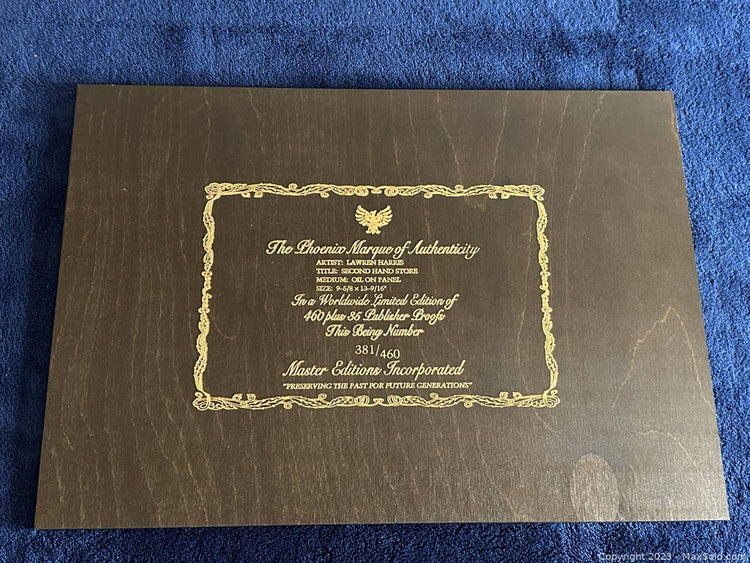 The Phoenix Marque of Authenticity
ARTIST: LAWREN HARRIS
TITLE: SECOND HAND STORE
MEDIUM: OIL ON PANEL
SIZE: 9-5/8 × 13-9/16"
In a Worldwide Limited Edition of
460 plus 35 Publisher Proofs
This Being Number
381/460
Master Editions Incorporated
"PRESERVING THE PAST FOR FUTURE GENERATIONS"
Copyright 2023 - MaxSold.com